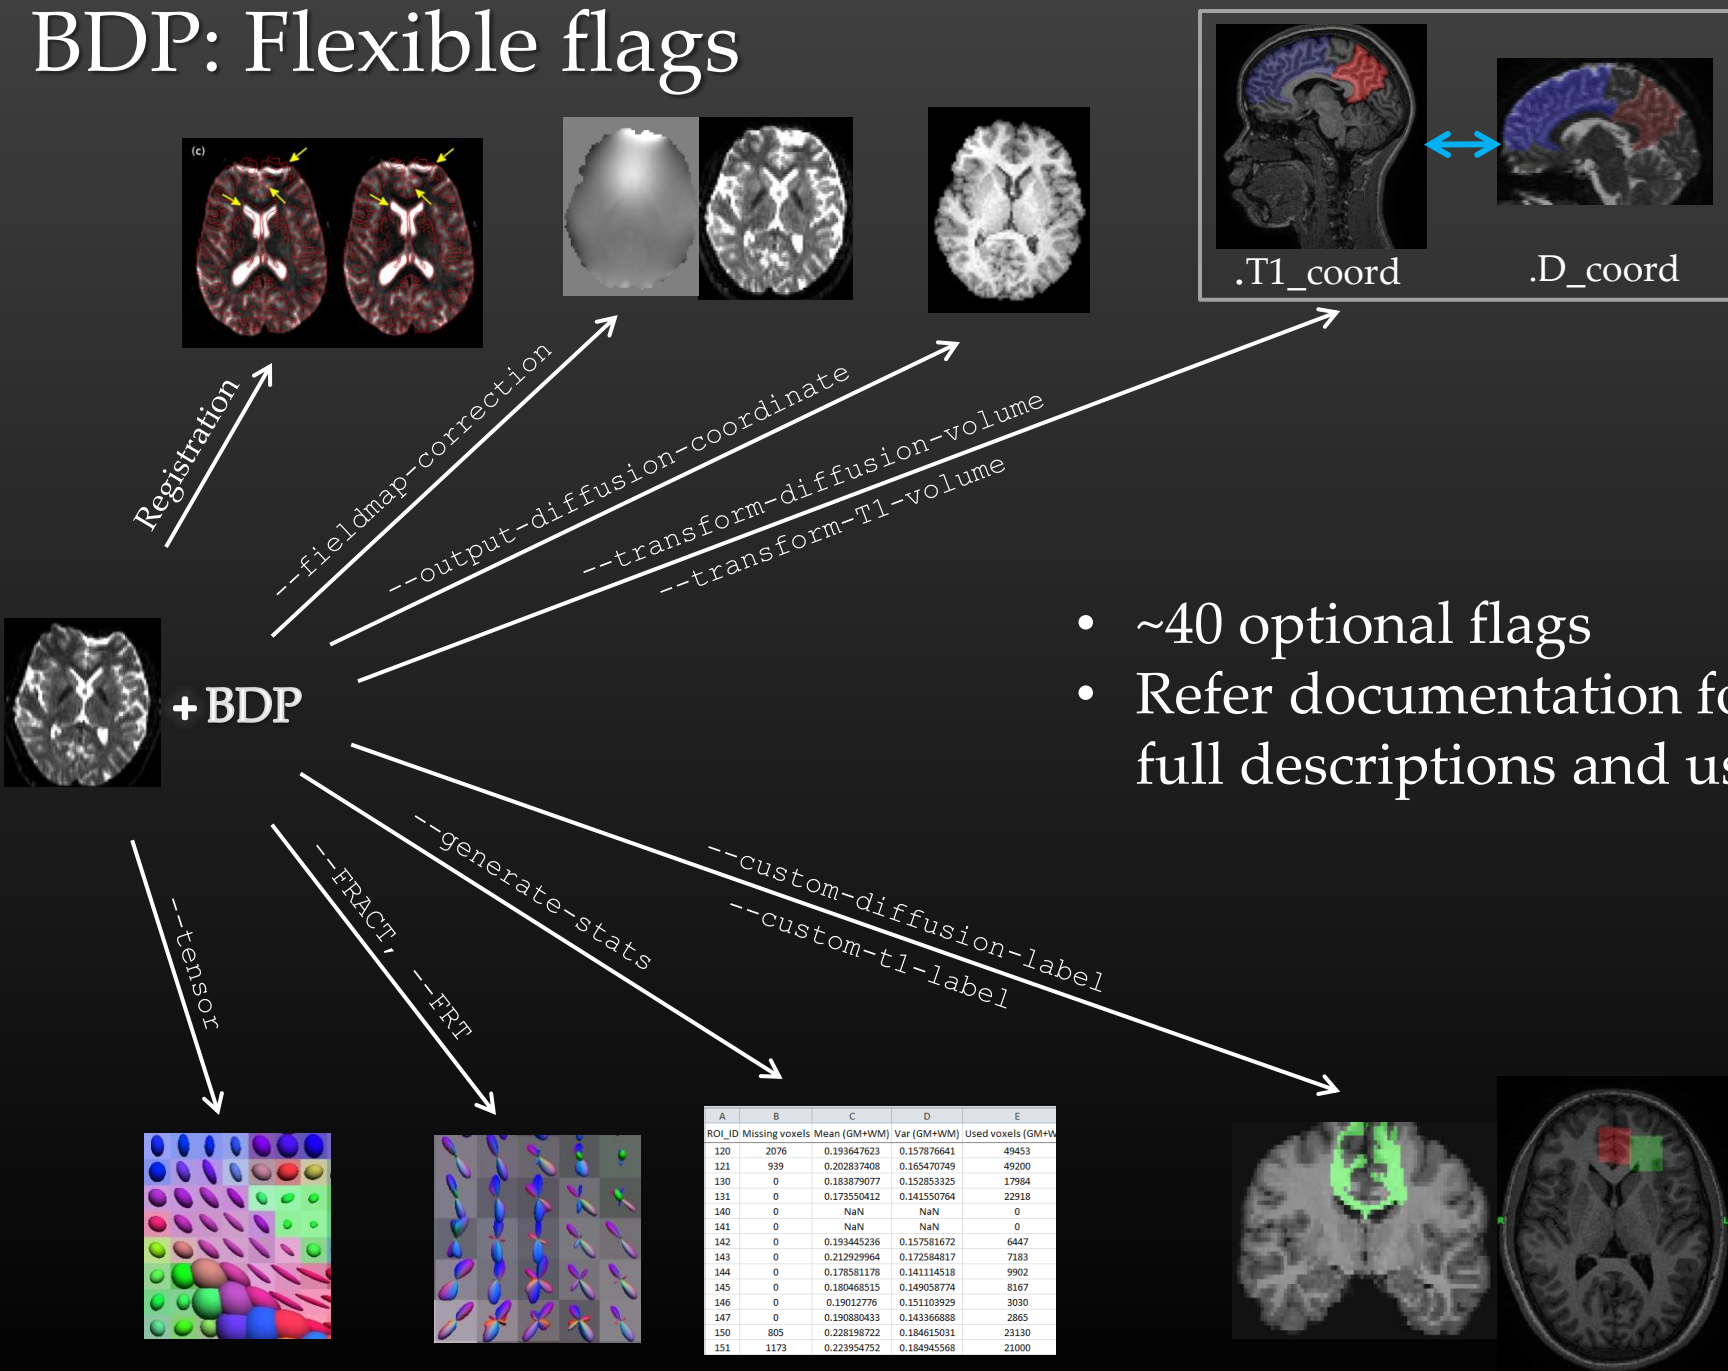 BDP: Flexible flags
(c)
.T1_coord
.D_coord
Registration
--fieldmap-correction
--output-diffusion-coordinate
--transform-diffusion-volume
--transform-T1-volume
+ BDP
• ~40 optional flags
• Refer documentation fo
full descriptions and us
--tensor
--FRACT, --FRT
--generate-stats
--custom-diffusion-label
--custom-t1-label
A B C D E
ROI_ID Missing voxels Mean (GM+WM) Var (GM+WM) Used voxels (GM+W
120 2076 0.193647623 0.157876641 49453
121 939 0.202837408 0.165470749 49200
130 0 0.183879077 0.152853325 17984
131 0 0.173550412 0.141550764 22918
140 0 NaN NaN 0
141 0 NaN NaN 0
142 0 0.193445236 0.157581672 6447
143 0 0.212929964 0.172584817 7183
144 0 0.178581178 0.141114518 9902
145 0 0.180468515 0.149058774 8167
146 0 0.19012776 0.151103929 3030
147 0 0.190880433 0.143366888 2865
150 805 0.228198722 0.184615031 23130
151 1173 0.223954752 0.184945568 21000
R
L